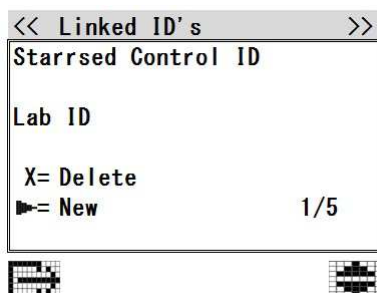 << Linked ID's >>
Starrsed Control ID
Lab ID
X= Delete
= New 1/5